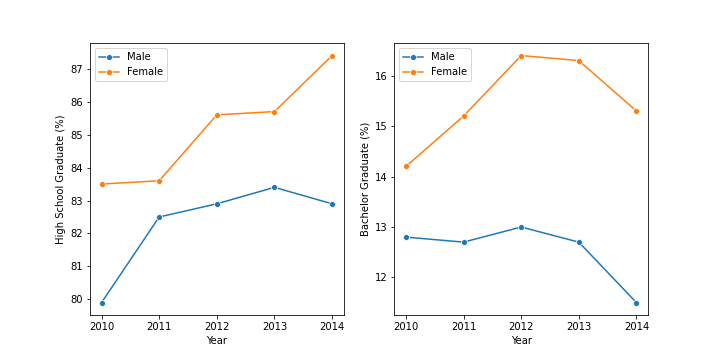 Male
Female
High School Graduate (%)
87
86
85
84
83
82
81
80
2010 2011 2012 2013 2014
Year
Male
Female
Bachelor Graduate (%)
16
15
14
13
12
2010 2011 2012 2013 2014
Year